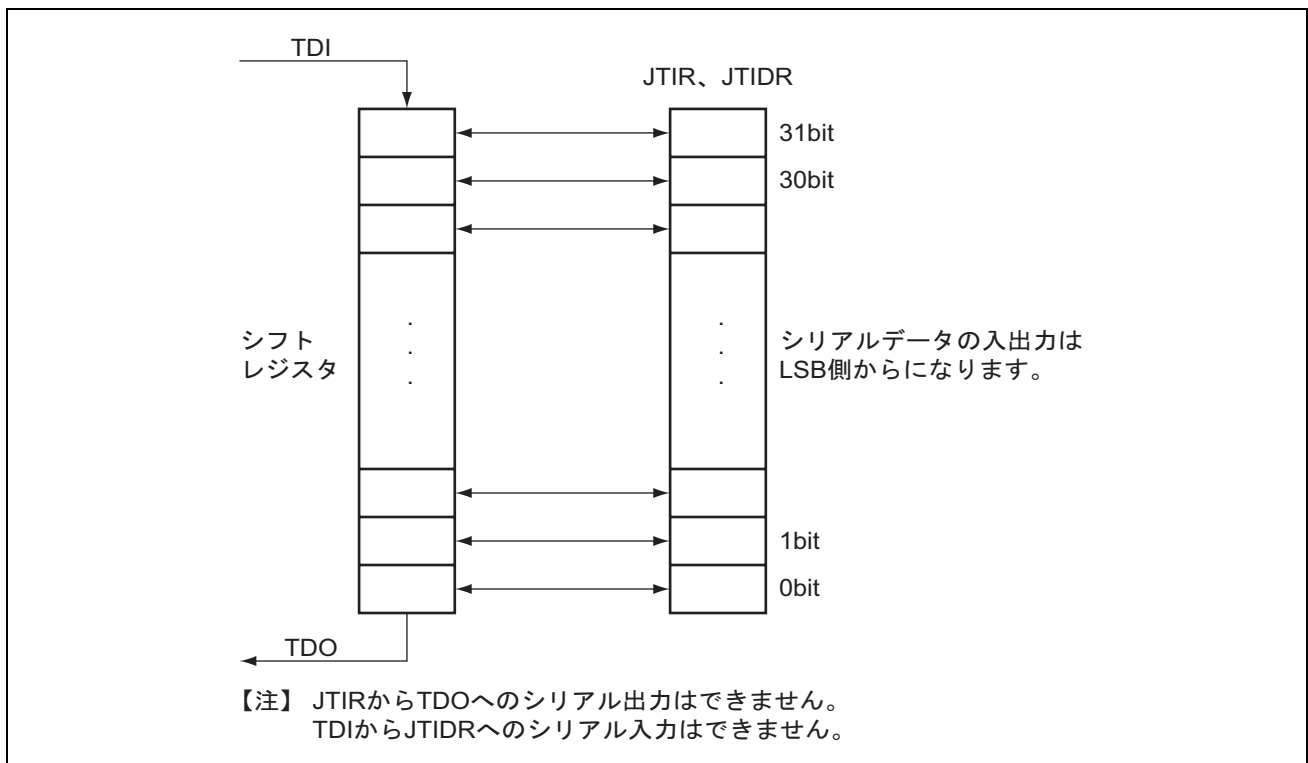 TDI
JTIR、JTIDR
31bit
30bit
シフト
レジスタ
.
.
.
.
.
.
シリアルデータの入出力は
LSB側からになります。
1bit
0bit
TDO
【注】 JTIRからTDOへのシリアル出力はできません。
TDIからJTIDRへのシリアル入力はできません。